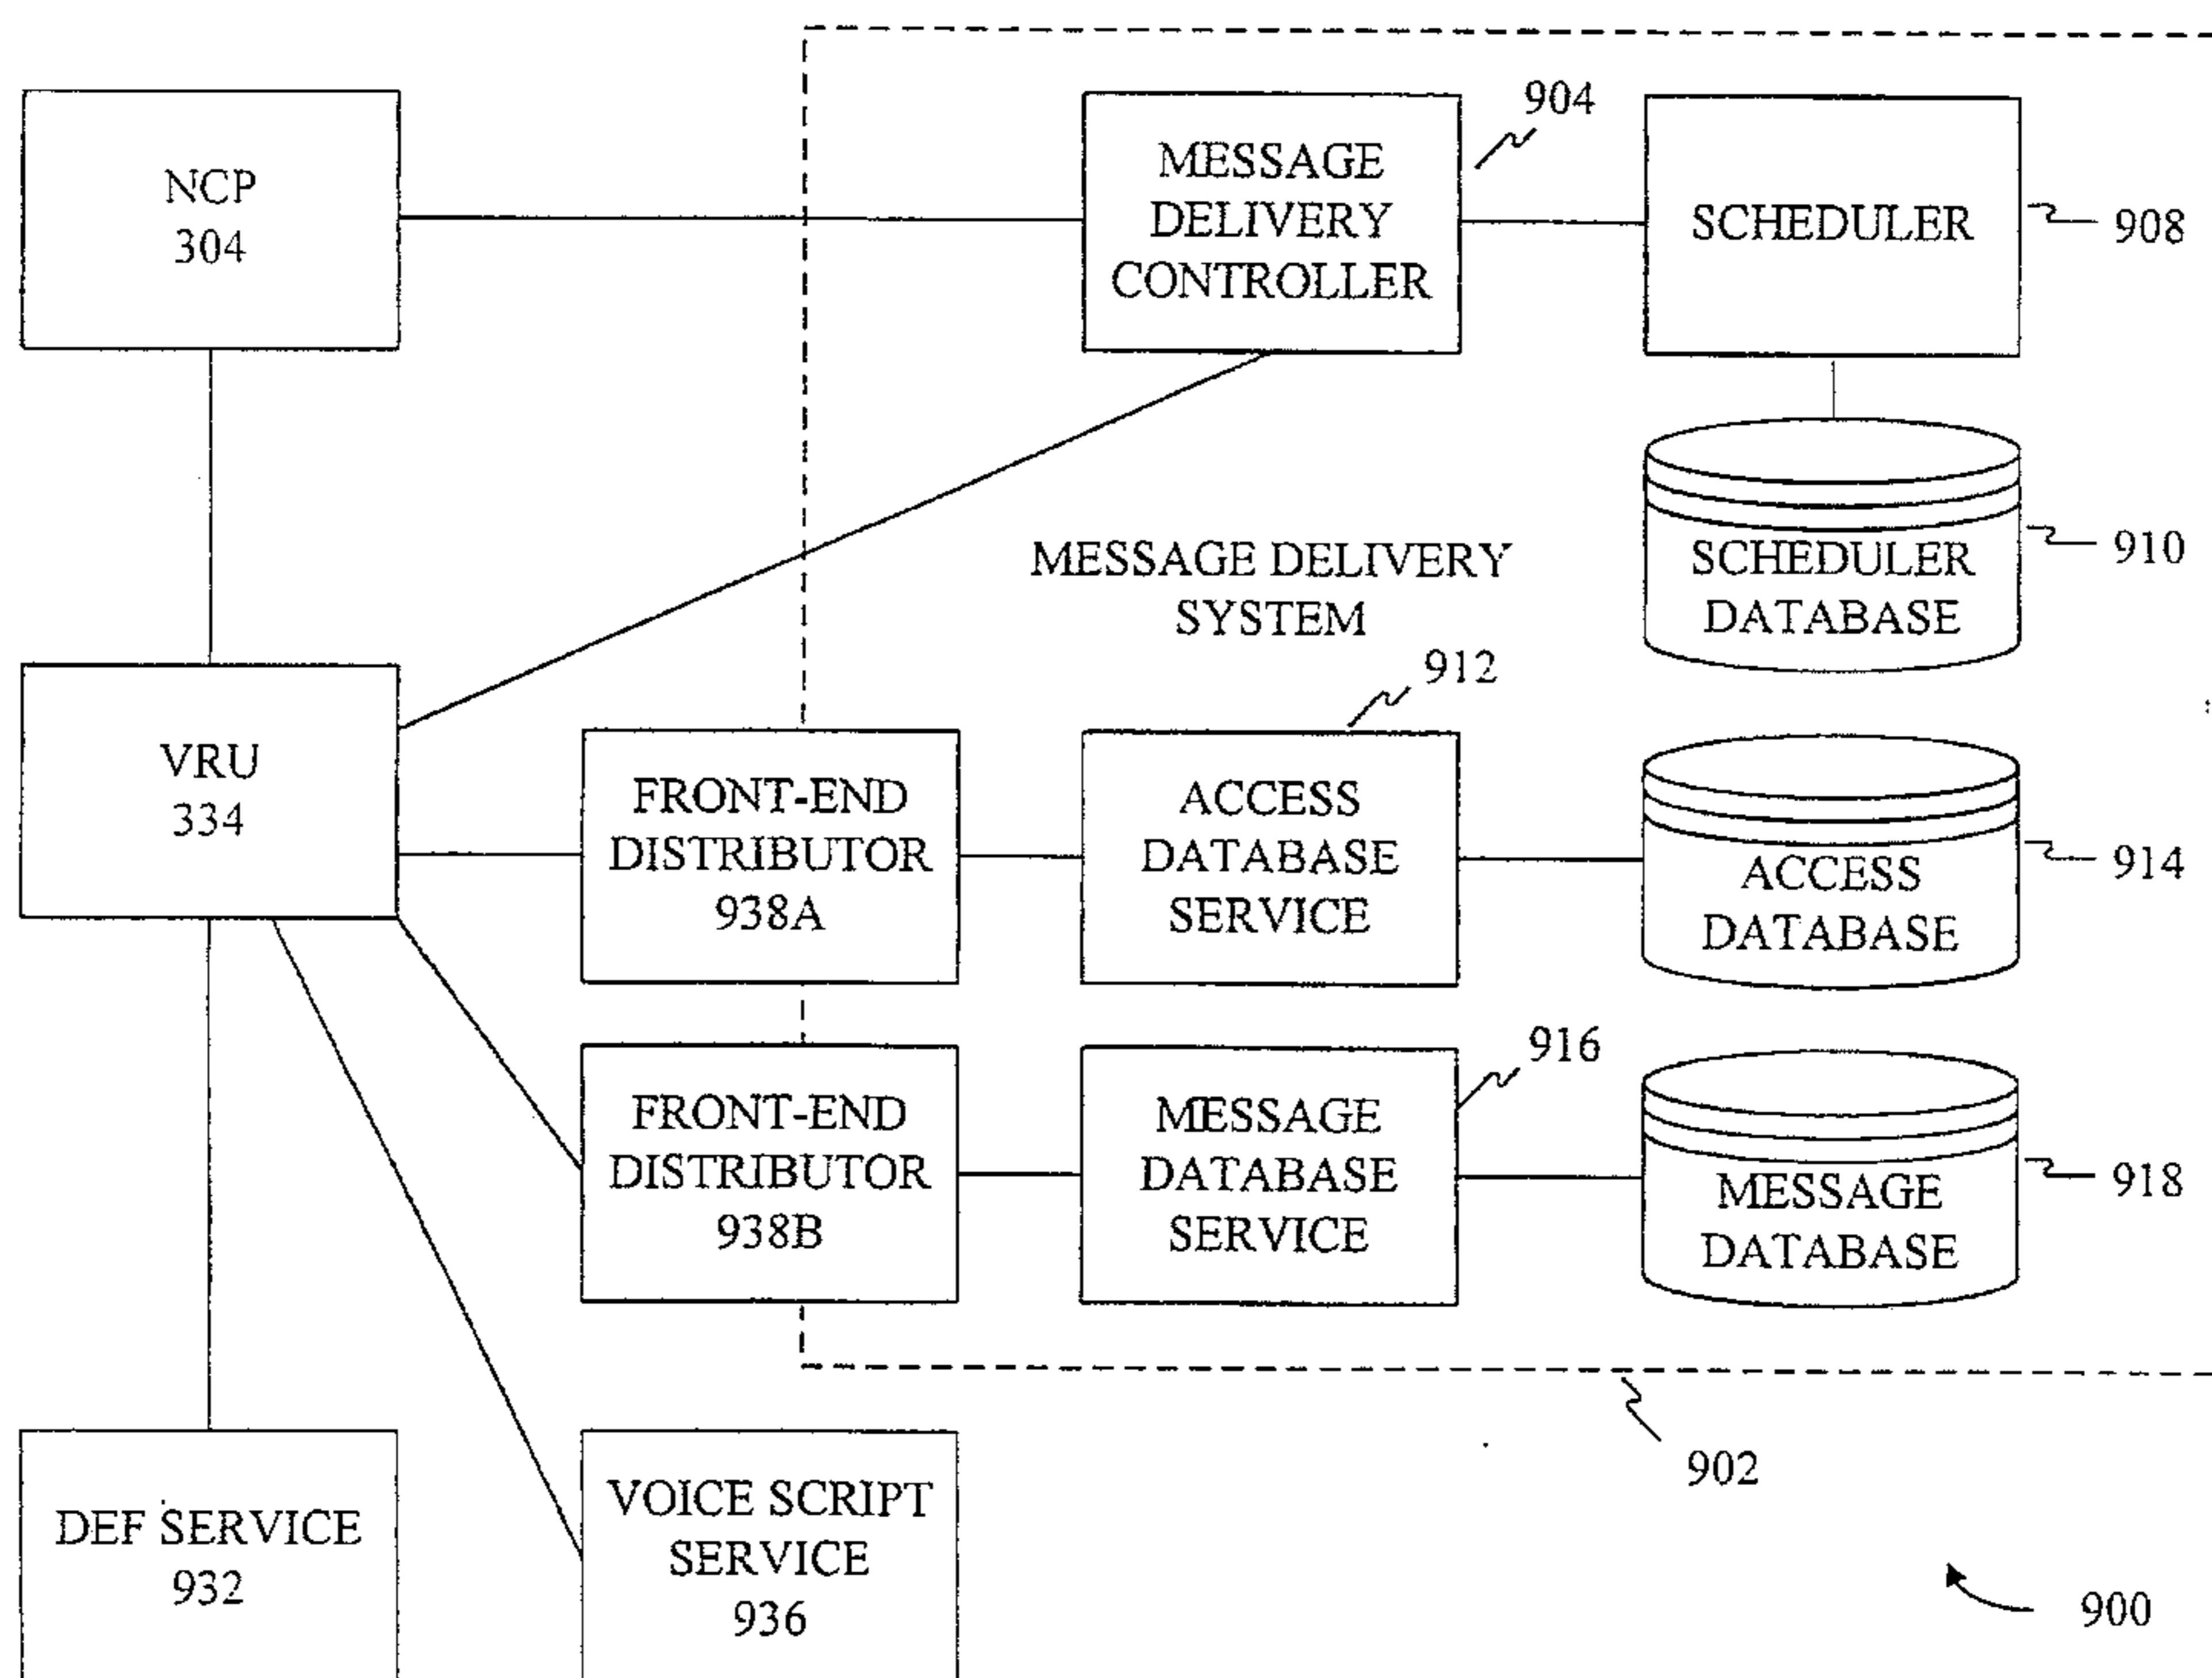 NCP
304
MESSAGE
DELIVERY
CONTROLLER
904
SCHEDULER
908
SCHEDULER
DATABASE
910
MESSAGE DELIVERY
SYSTEM
VRU
334
FRONT-END
DISTRIBUTOR
938A
ACCESS
DATABASE
SERVICE
912
ACCESS
DATABASE
914
FRONT-END
DISTRIBUTOR
938B
MESSAGE
DATABASE
SERVICE
916
MESSAGE
DATABASE
918
902
DEF SERVICE
932
VOICE SCRIPT
SERVICE
936
900